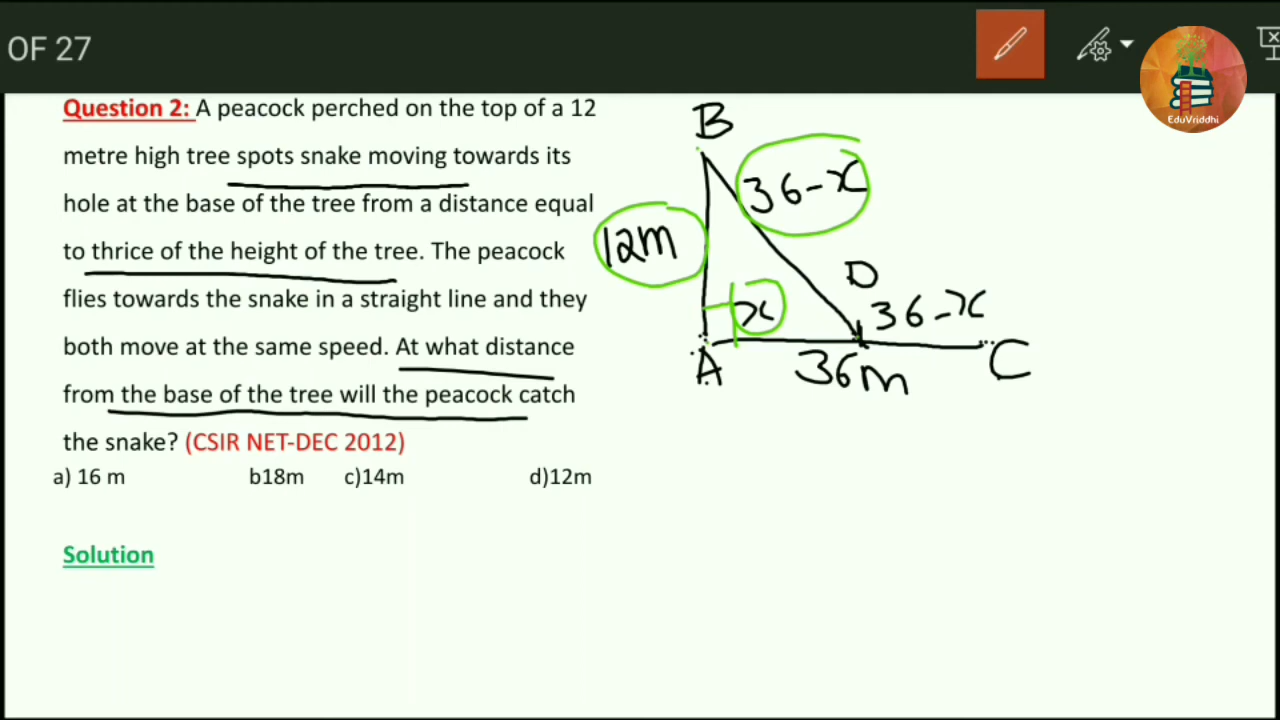 OF 27
EduVriddhi
Question 2: A peacock perched on the top of a 12
metre high tree spots snake moving towards its
hole at the base of the tree from a distance equal
to thrice of the height of the tree. The peacock
flies towards the snake in a straight line and they
both move at the same speed. At what distance
from the base of the tree will the peacock catch
the snake? (CSIR NET-DEC 2012)
a) 16 m b18m c)14m d)12m
Solution
B
36-x
12m
D
x
36-x
A
36m
C